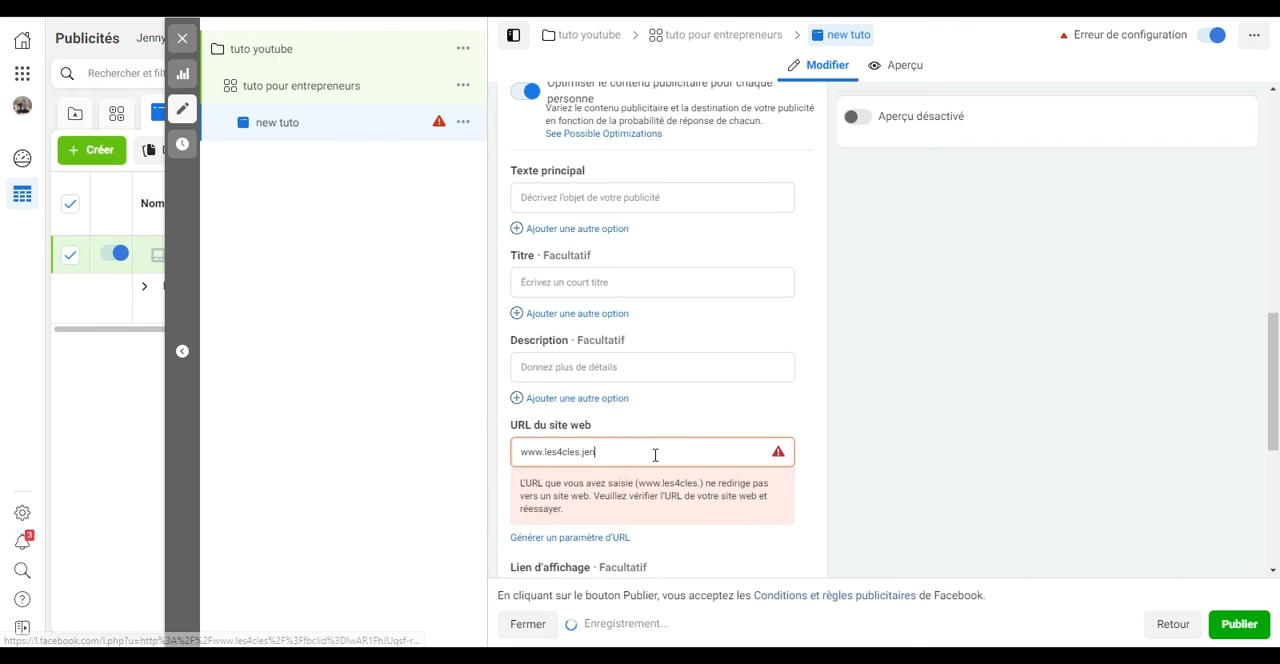 Publicités Jenny
Rechercher et filt
+ Créer
Nom
3
tuto youtube
tuto pour entrepreneurs
new tuto
tuto youtube > tuto pour entrepreneurs > new tuto
Erreur de configuration
Modifier
Aperçu
Optimiser le contenu publicitaire pour chaque
personne
Variez le contenu publicitaire et la destination de votre publicité
en fonction de la probabilité de réponse de chacun.
See Possible Optimizations
Texte principal
Décrivez l'objet de votre publicité
Ajouter une autre option
Titre · Facultatif
Écrivez un court titre
Ajouter une autre option
Description · Facultatif
Donnez plus de détails
Ajouter une autre option
URL du site web
www.les4cles.jen
L'URL que vous avez saisie (www.les4cles.) ne redirige pas
vers un site web. Veuillez vérifier l'URL de votre site web et
réessayer.
Générer un paramètre d'URL
Lien d'affichage · Facultatif
Aperçu désactivé
En cliquant sur le bouton Publier, vous acceptez les Conditions et règles publicitaires de Facebook.
Fermer
Enregistrement...
Retour
Publier